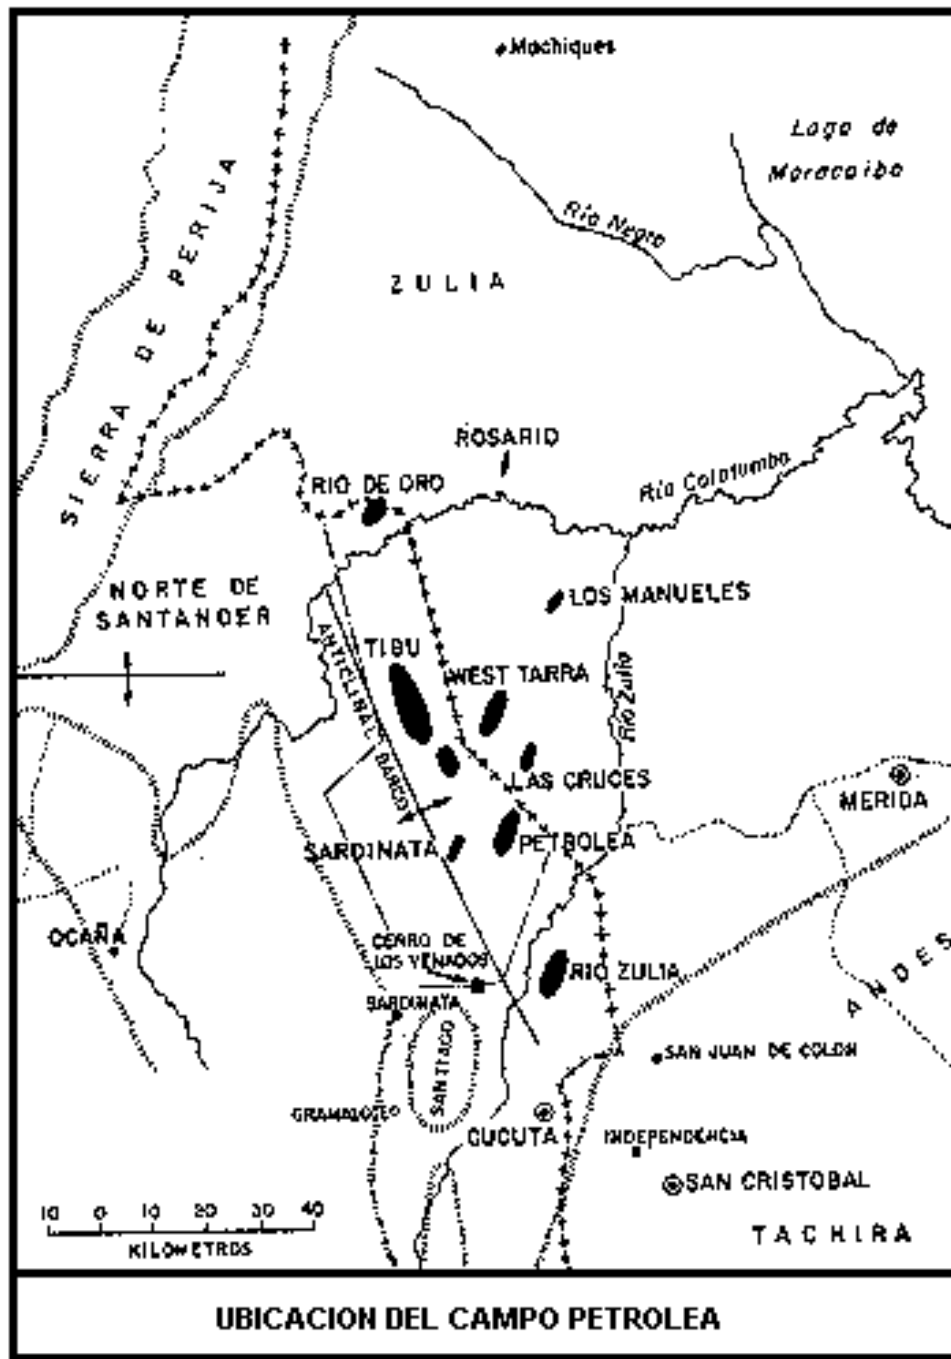 Machiques
Lago de
Maracaibo
Río Negro
ZULIA
SIERRA DE PERIJA
ROSARIO
RIO DE ORO
Río Catatumbo
NORTE DE
SANTANDER
LOS MANUELES
ANTICLINAL BARCO
TIBU
WEST TARRA
Río Zulia
LAS CRUCES
MERIDA
SARDINATA
PETROLEA
OCAÑA
CERRO DE
LOS VENADOS
RIO ZULIA
ANDES
SARDINATA
SANTIAGO
SAN JUAN DE COLON
GRAMALOTE
CUCUTA
INDEPENDENCIA
SAN CRISTOBAL
10 0 10 20 30 40
KILOMETROS
TACHIRA
UBICACION DEL CAMPO PETROLEA